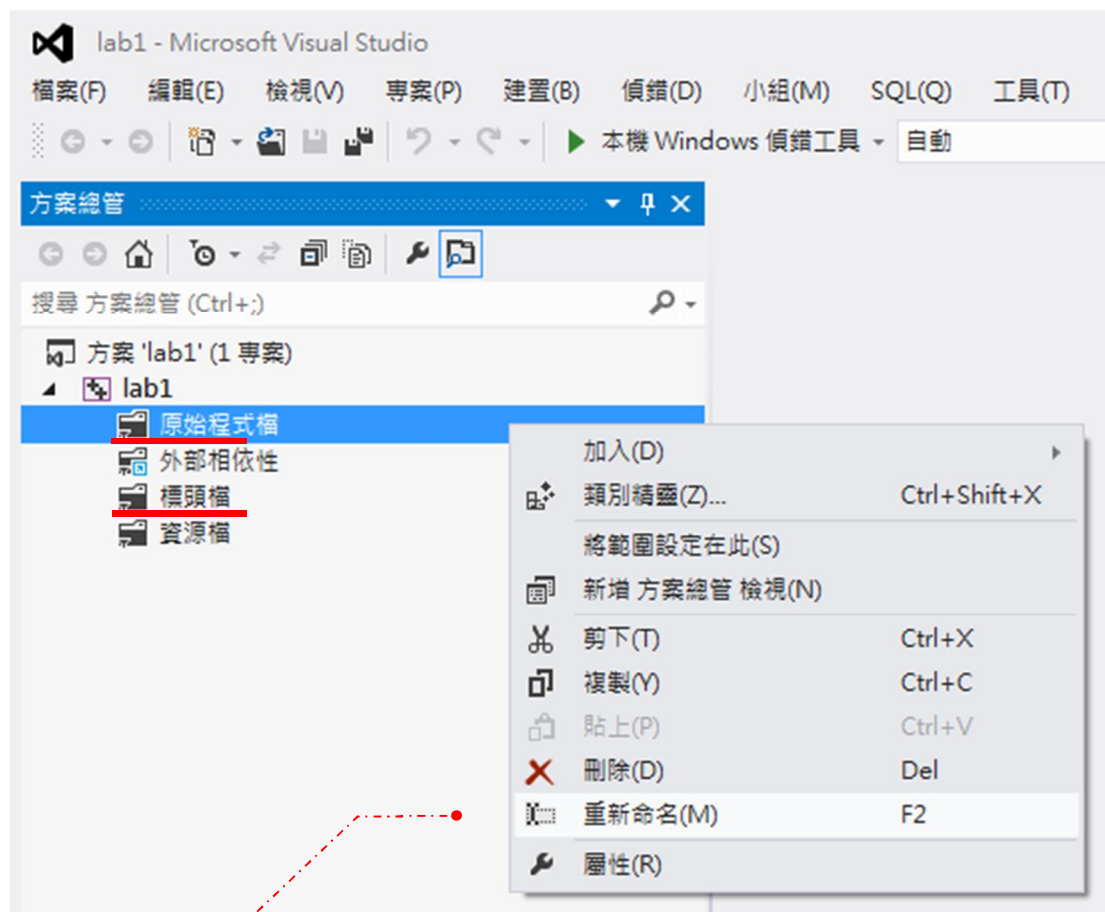 lab1 - Microsoft Visual Studio
檔案(F) 編輯(E) 檢視(V) 專案(P) 建置(B) 偵錯(D) 小組(M) SQL(Q) 工具(T)
本機 Windows 偵錯工具 自動
方案總管
搜尋 方案總管 (Ctrl+;)
方案 'lab1' (1 專案)
lab1
原始程式檔
外部相依性
標頭檔
資源檔
加入(D)
類別精靈(Z)... Ctrl+Shift+X
將範圍設定在此(S)
新增 方案總管 檢視(N)
剪下(T) Ctrl+X
複製(Y) Ctrl+C
貼上(P) Ctrl+V
刪除(D) Del
重新命名(M) F2
屬性(R)